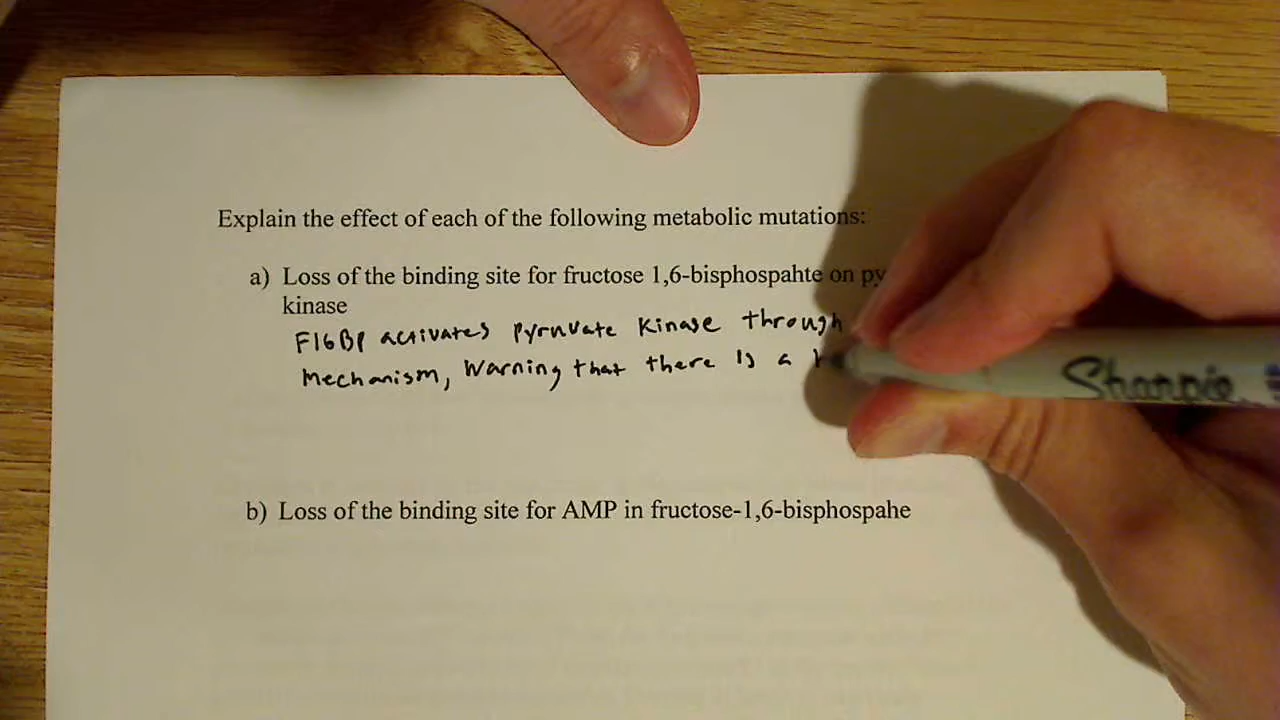 Explain the effect of each of the following metabolic mutations:
a) Loss of the binding site for fructose 1,6-bisphospahte on py
kinase
F16BP activates pyruvate kinase through
Mechanism, Warning that there is a
b) Loss of the binding site for AMP in fructose-1,6-bisphospahe
Sharpie